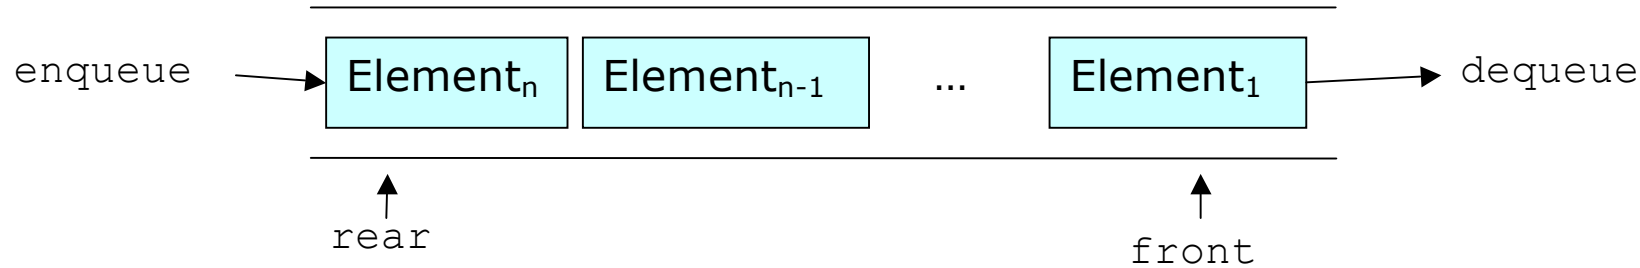 enqueue Elementₙ Elementₙ₋₁ ... Element₁ dequeue
rear front